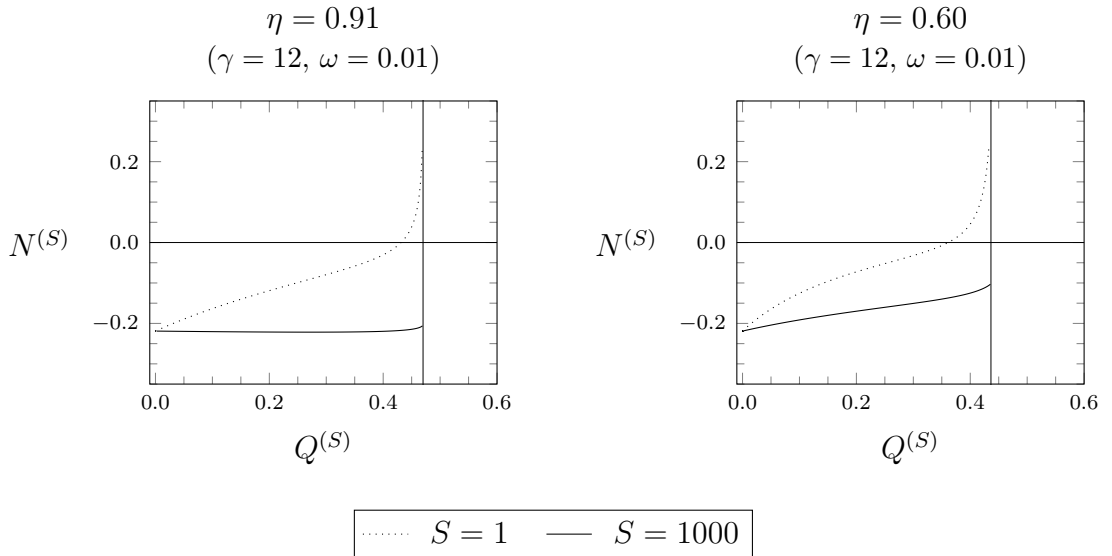 η = 0.91
(γ = 12, ω = 0.01)
N^(S)
0.2
0.0
−0.2
0.0 0.2 0.4 0.6
Q^(S)
η = 0.60
(γ = 12, ω = 0.01)
N^(S)
0.2
0.0
−0.2
0.0 0.2 0.4 0.6
Q^(S)
S = 1 S = 1000